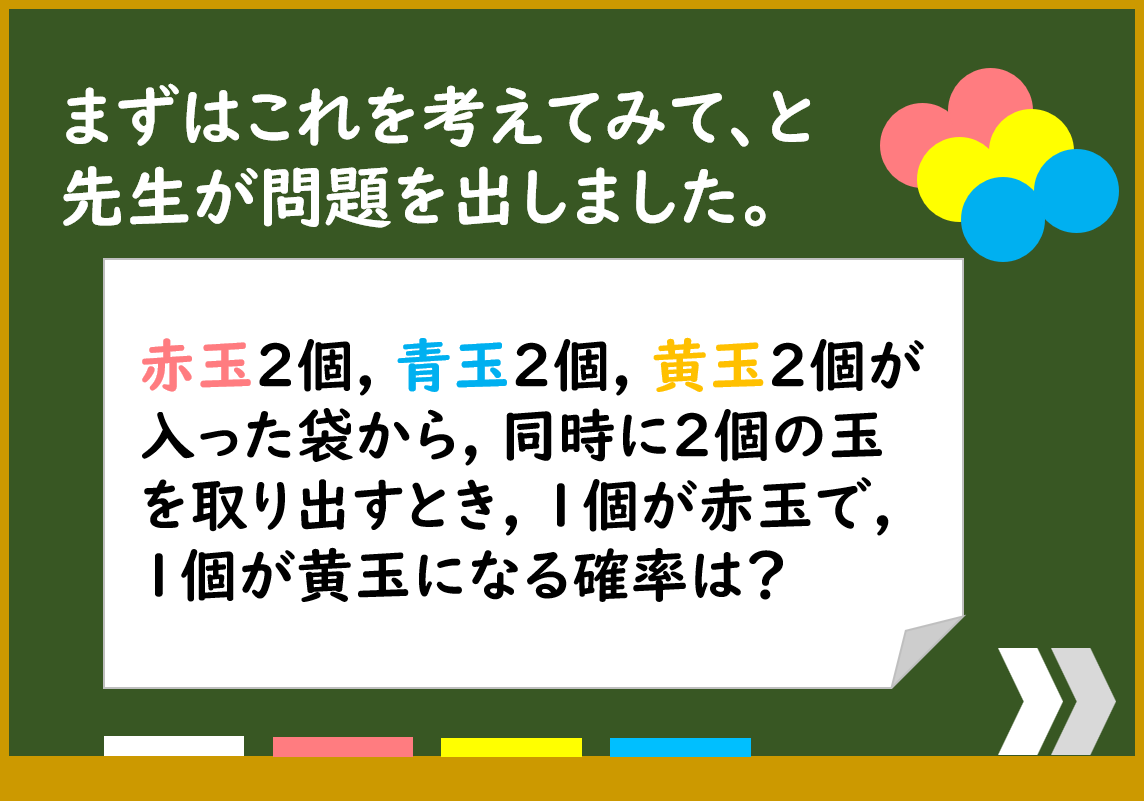 まずはこれを考えてみて、と
先生が問題を出しました。
赤玉2個, 青玉2個, 黄玉2個が
入った袋から, 同時に2個の玉
を取り出すとき, 1個が赤玉で,
1個が黄玉になる確率は?